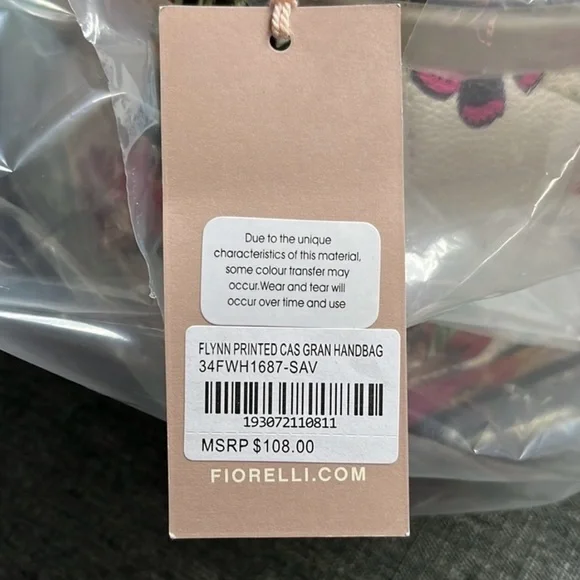 Due to the unique
characteristics of this material,
some colour transfer may
occur.Wear and tear will
occur over time and use
FLYNN PRINTED CAS GRAN HANDBAG
34FWH1687-SAV
193072110811
MSRP $108.00
FIORELLI.COM